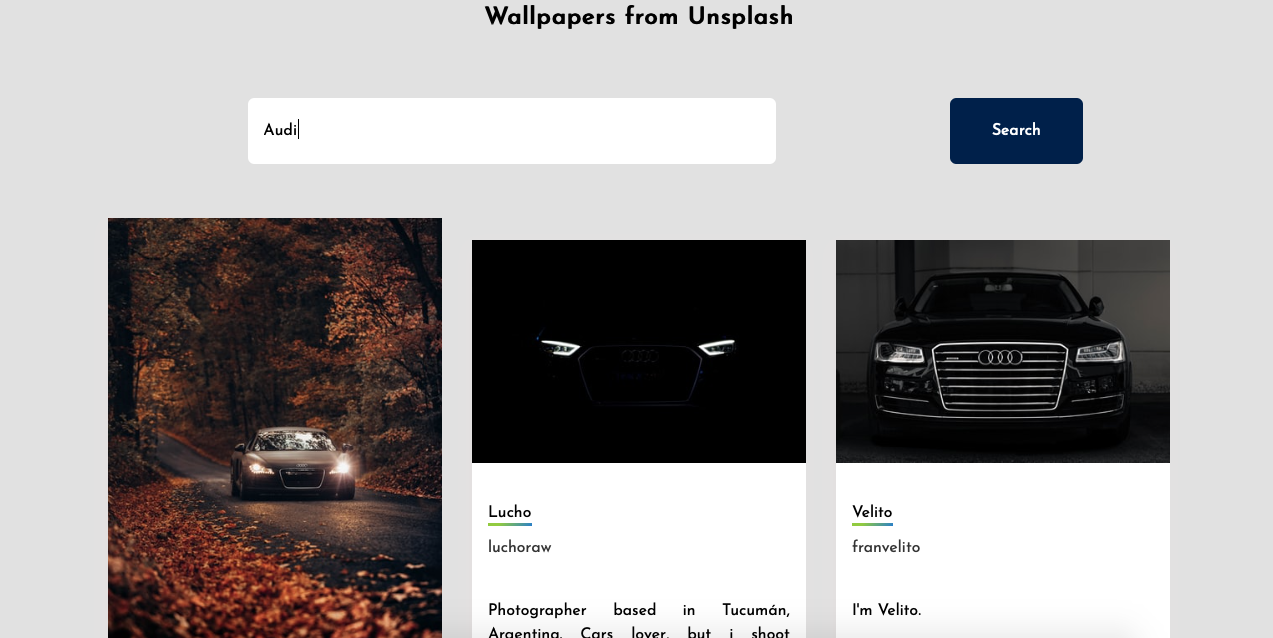 Wallpapers from Unsplash
Audi
Search
Lucho
luchoraw
Photographer based in Tucumán,
Argentina. Cars lover, but i shoot
Velito
franvelito
I'm Velito.